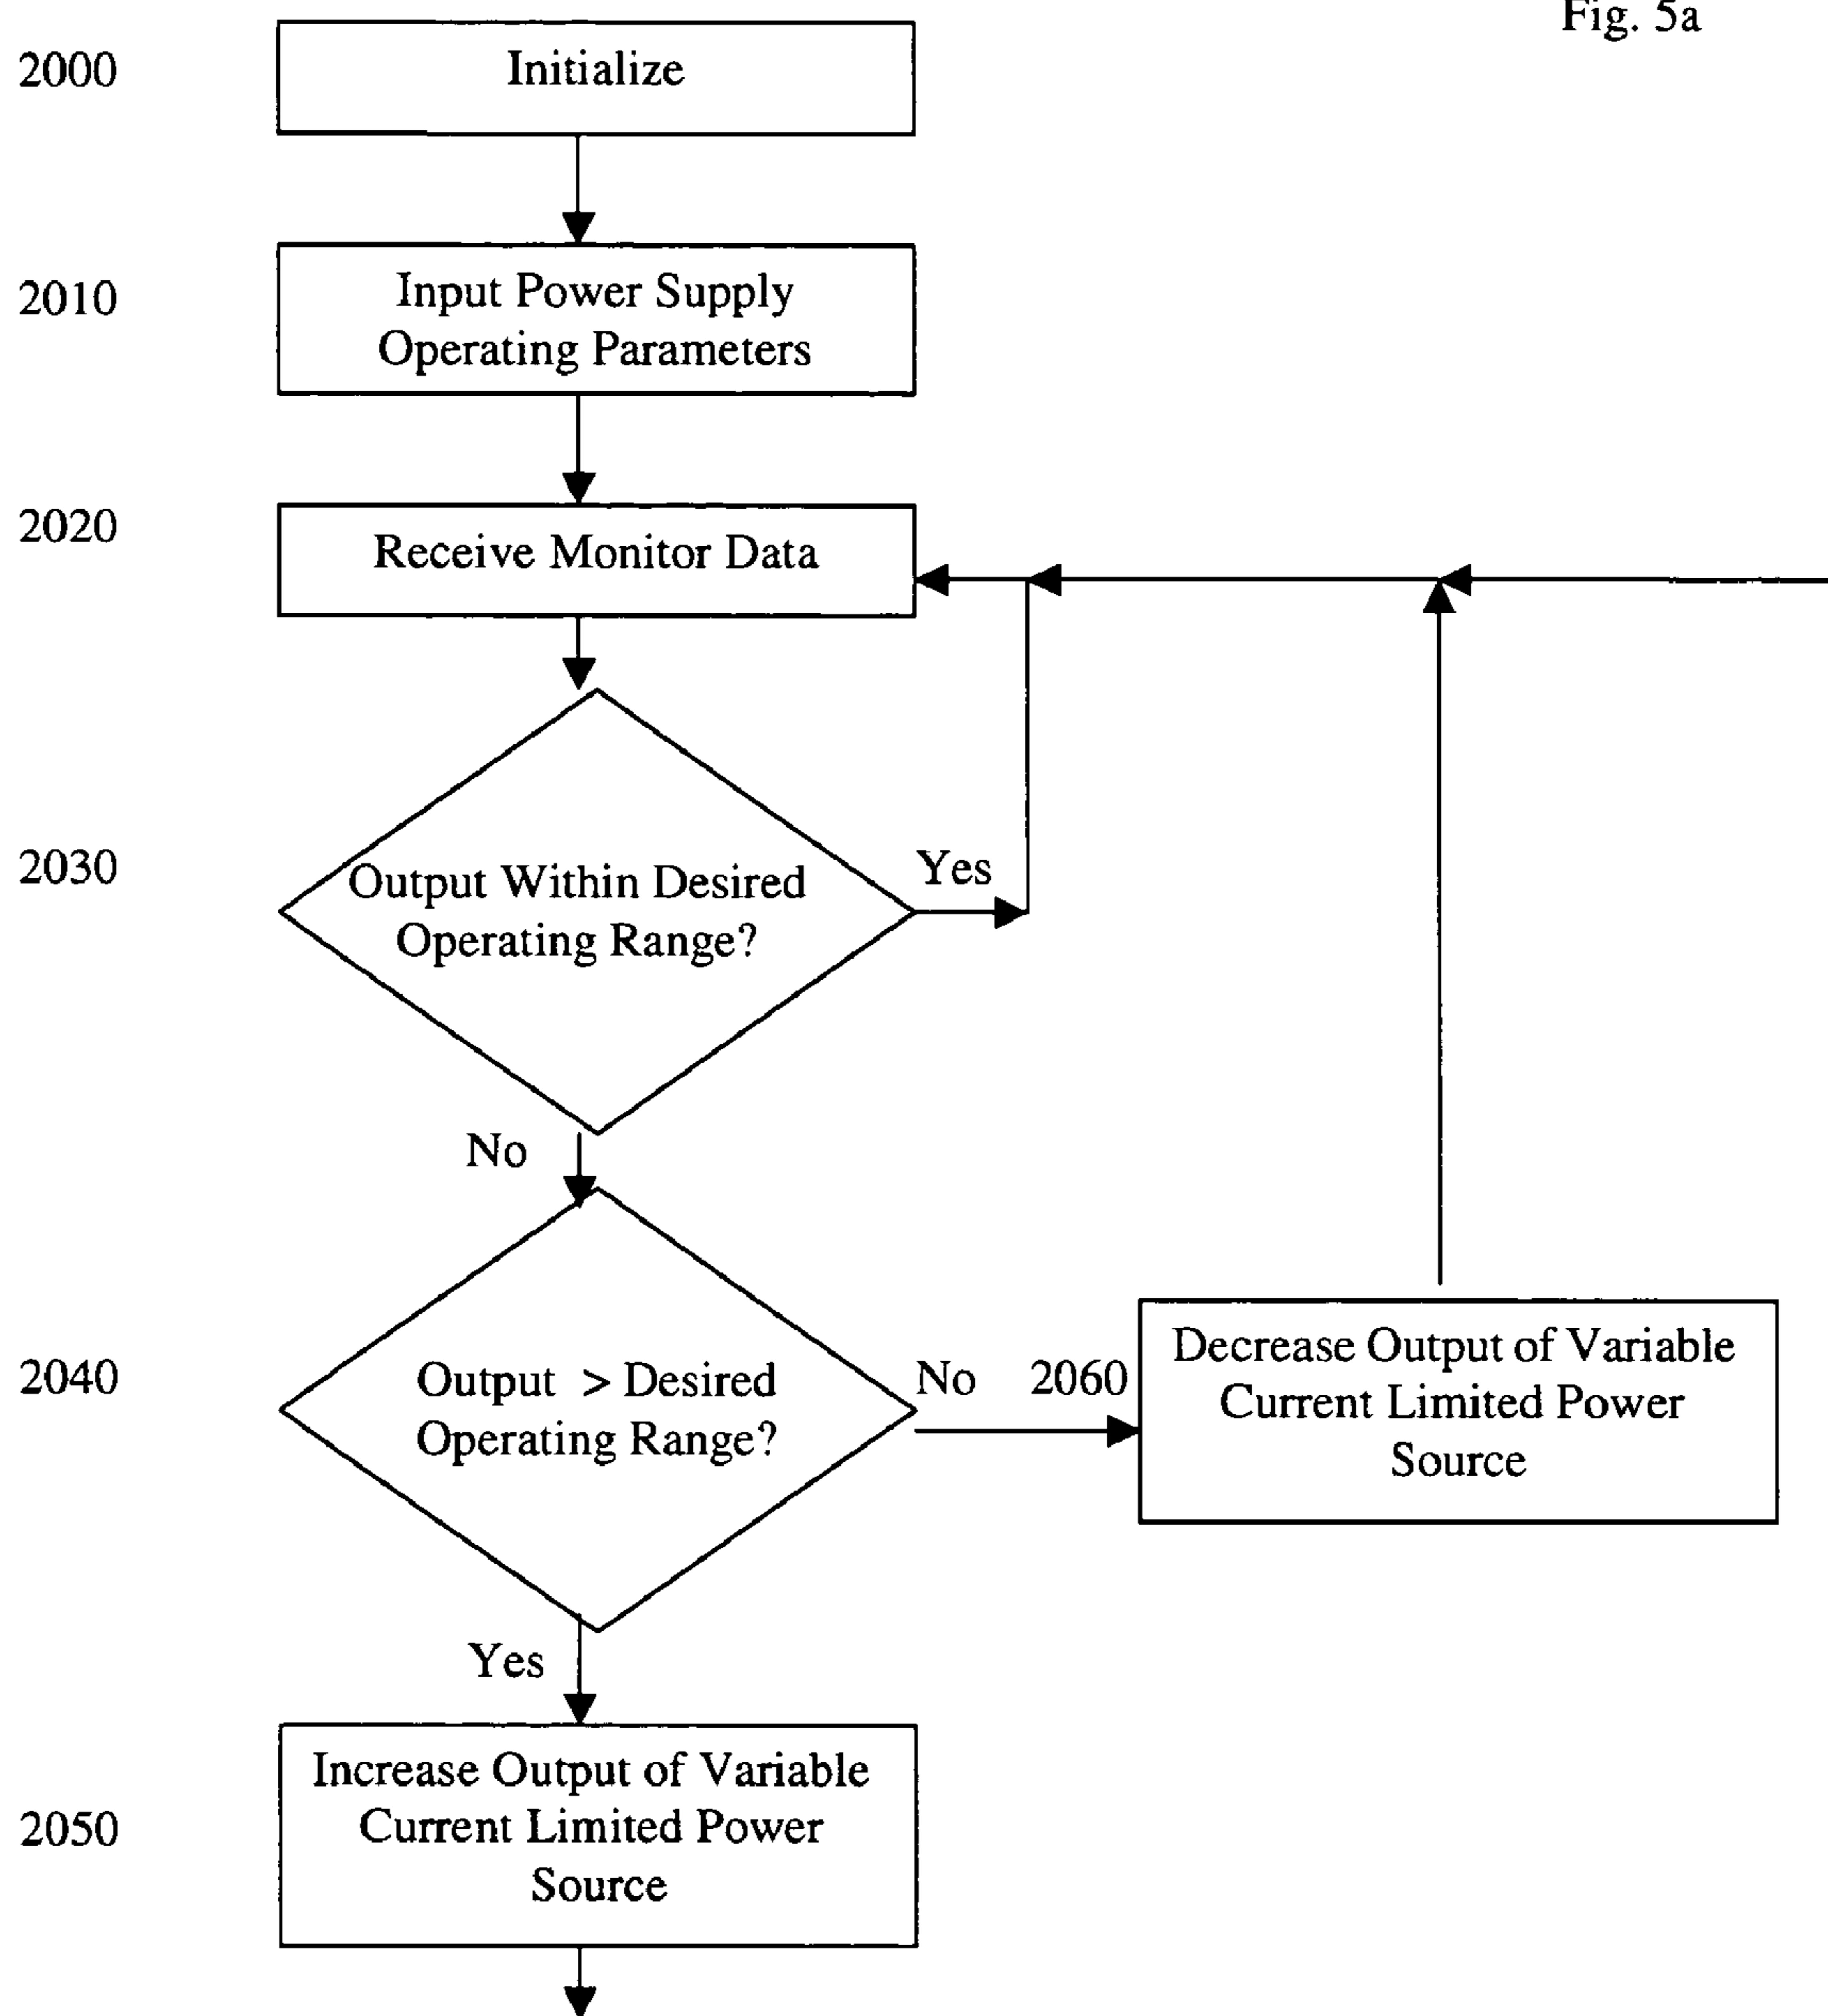 Fig. 5a
2000
Initialize
2010
Input Power Supply
Operating Parameters
2020
Receive Monitor Data
2030
Output Within Desired
Operating Range?
Yes
No
2040
Output > Desired
Operating Range?
No
2060
Decrease Output of Variable
Current Limited Power
Source
Yes
2050
Increase Output of Variable
Current Limited Power
Source